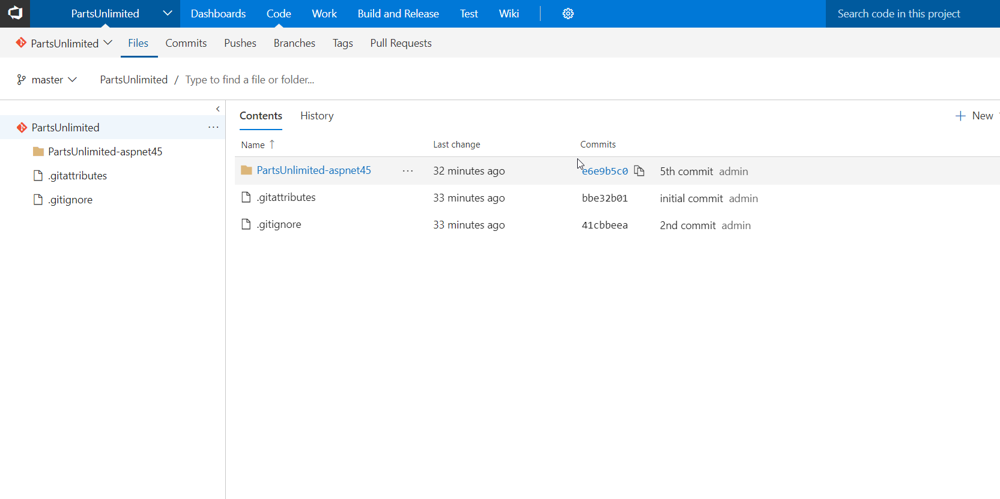 PartsUnlimited Dashboards Code Work Build and Release Test Wiki Search code in this project
PartsUnlimited Files Commits Pushes Branches Tags Pull Requests
master PartsUnlimited / Type to find a file or folder...
PartsUnlimited ...
PartsUnlimited-aspnet45
.gitattributes
.gitignore
Contents History + New
Name ↑ Last change Commits
PartsUnlimited-aspnet45 ... 32 minutes ago e6e9b5c0 5th commit admin
.gitattributes 33 minutes ago bbe32b01 initial commit admin
.gitignore 33 minutes ago 41cbbeea 2nd commit admin